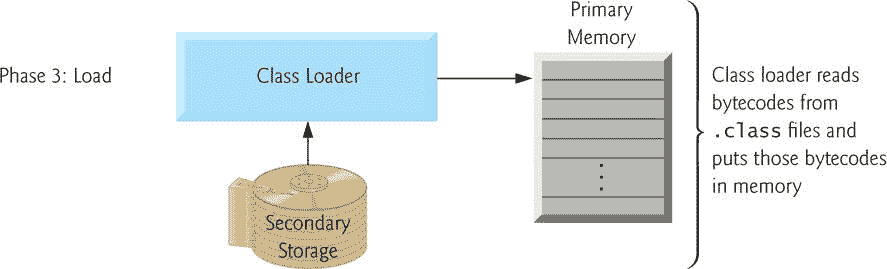 Phase 3: Load
Class Loader
Secondary
Storage
Primary
Memory
Class loader reads
bytecodes from
.class files and
puts those bytecodes
in memory